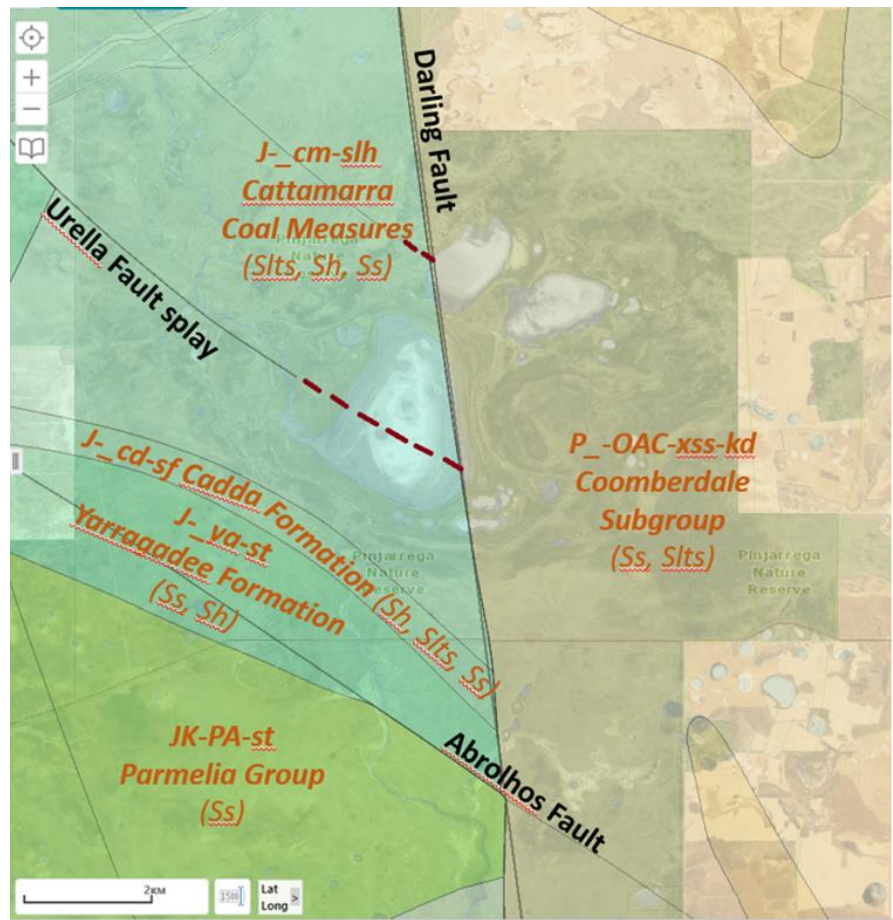 Darling Fault
J-_cm-slh
Cattamarra
Coal Measures
(Slts, Sh, Ss)
Pinjarrega
Nature
Urella Fault splay
P_-OAC-xss-kd
Coomberdale
Subgroup
(Ss, Slts)
J-_cd-sf Cadda Formation (Sh, Slts, Ss)
J-_ya-st
Yarragadee Formation
(Ss, Sh)
Pinjarrega
Nature
Reserve
Pinjarrega
Nature
Reserve
JK-PA-st
Parmelia Group
(Ss)
Abrolhos Fault
2KM
Lat
Long